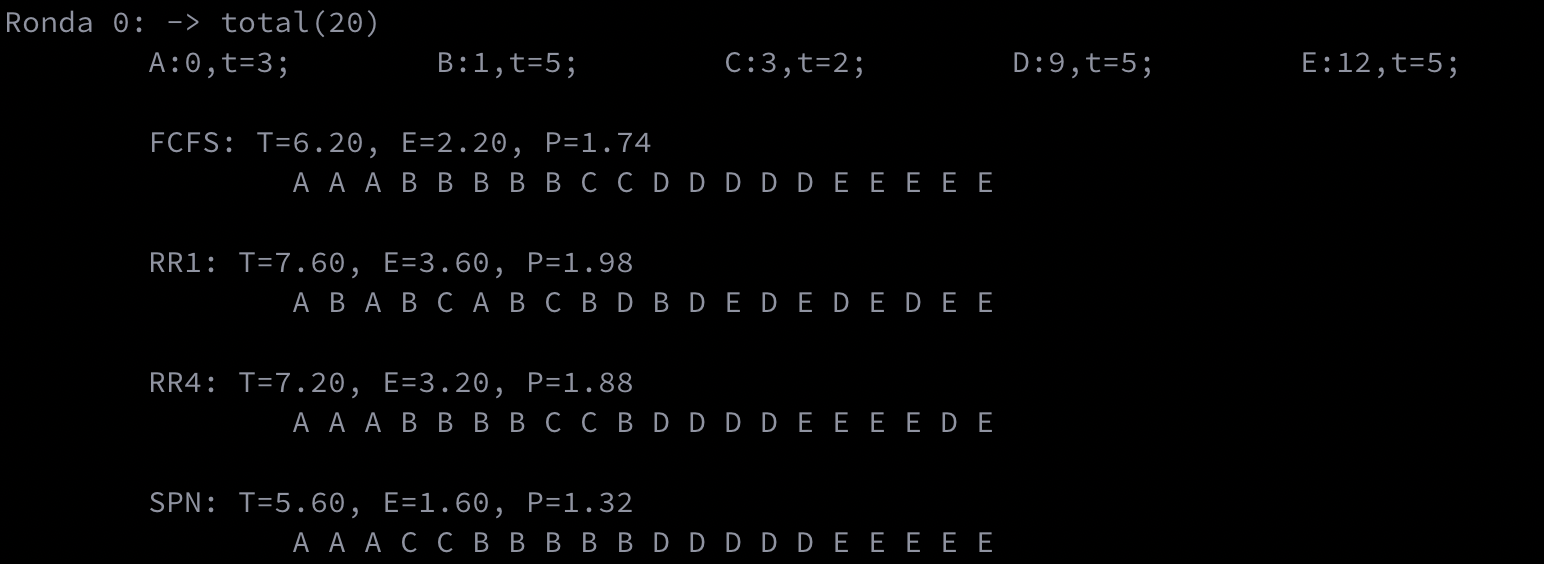 Ronda 0: -> total(20)
A:0,t=3; B:1,t=5; C:3,t=2; D:9,t=5; E:12,t=5;
FCFS: T=6.20, E=2.20, P=1.74
A A A B B B B B C C D D D D D E E E E E
RR1: T=7.60, E=3.60, P=1.98
A B A B C A B C B D B D E D E D E D E E
RR4: T=7.20, E=3.20, P=1.88
A A A B B B B C C B D D D D E E E E D E
SPN: T=5.60, E=1.60, P=1.32
A A A C C B B B B B D D D D D E E E E E